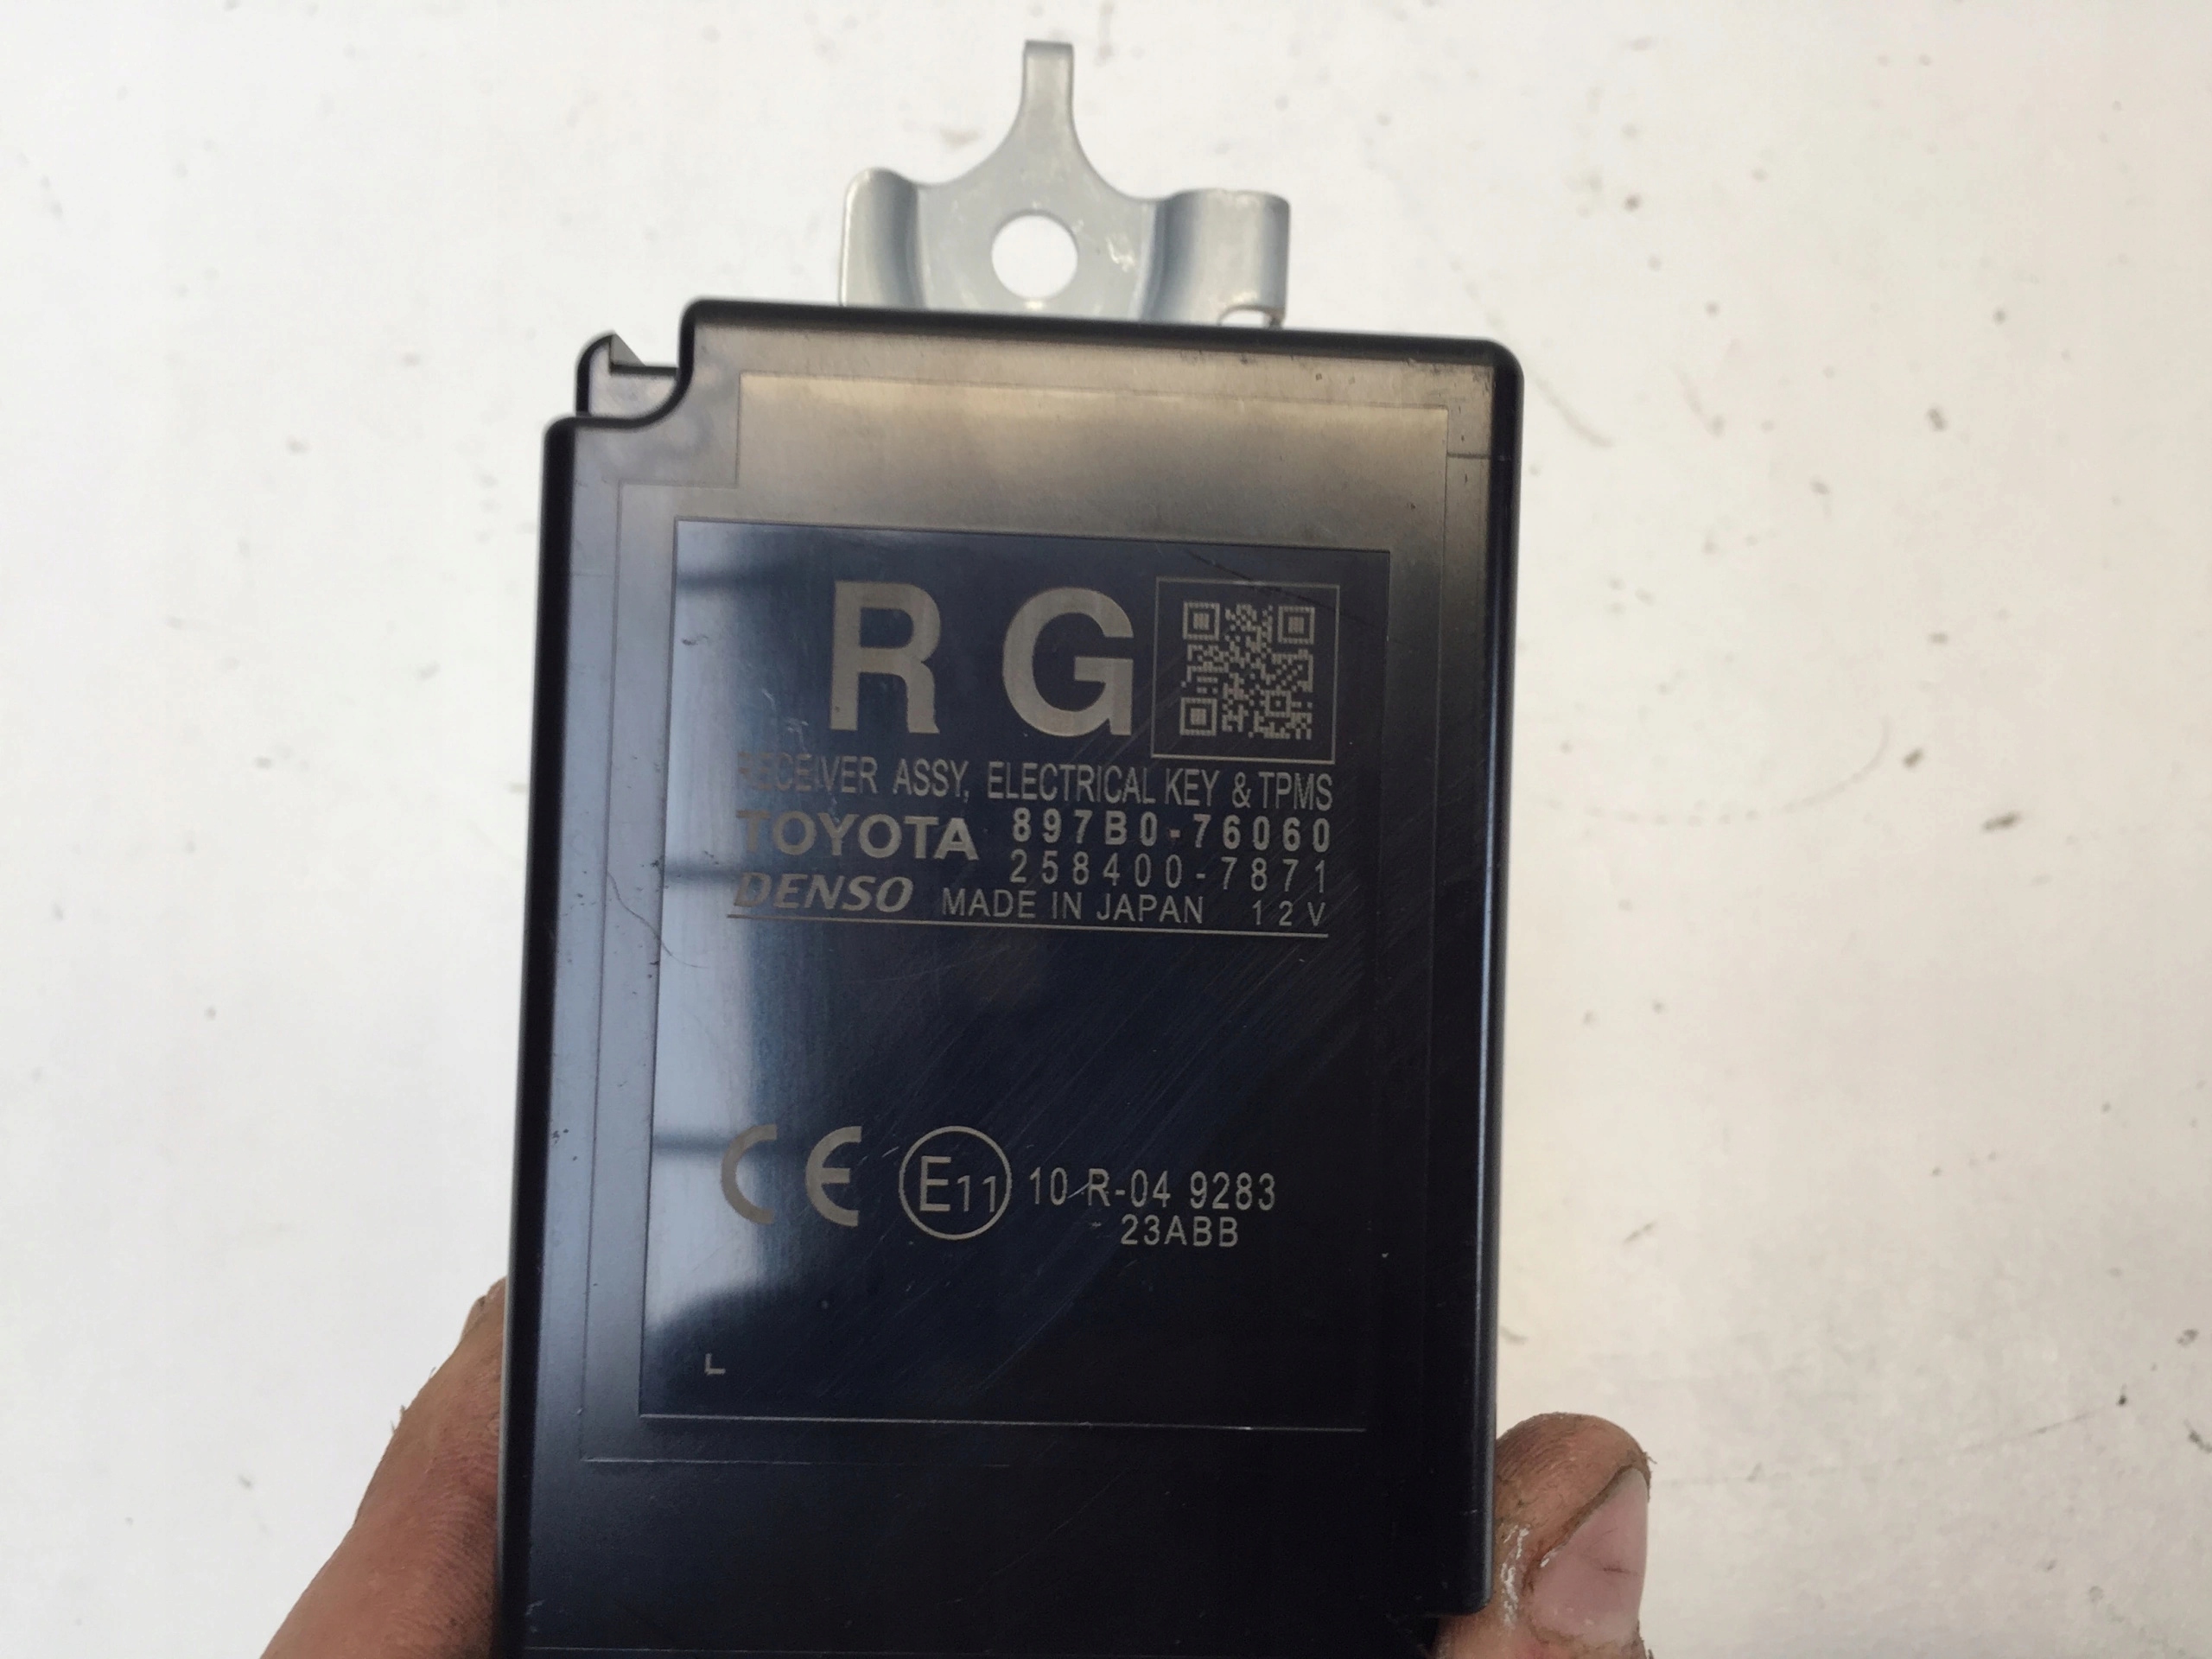 RG
RECEIVER ASSY, ELECTRICAL KEY & TPMS
TOYOTA 897B0-76060
258400-7871
DENSO MADE IN JAPAN 12V
CE E11 10 R-04 9283
23ABB
L